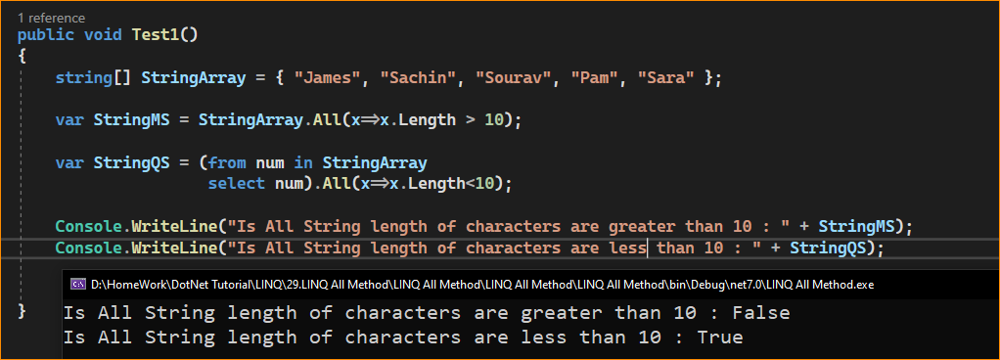 1 reference
public void Test1()
{
string[] StringArray = { "James", "Sachin", "Sourav", "Pam", "Sara" };
var StringMS = StringArray.All(x=>x.Length > 10);
var StringQS = (from num in StringArray
select num).All(x=>x.Length<10);
Console.WriteLine("Is All String length of characters are greater than 10 : " + StringMS);
Console.WriteLine("Is All String length of characters are less than 10 : " + StringQS);
D:\HomeWork\DotNet Tutorial\LINQ\29.LINQ All Method\LINQ All Method\LINQ All Method\LINQ All Method\bin\Debug\net7.0\LINQ All Method.exe
}
Is All String length of characters are greater than 10 : False
Is All String length of characters are less than 10 : True